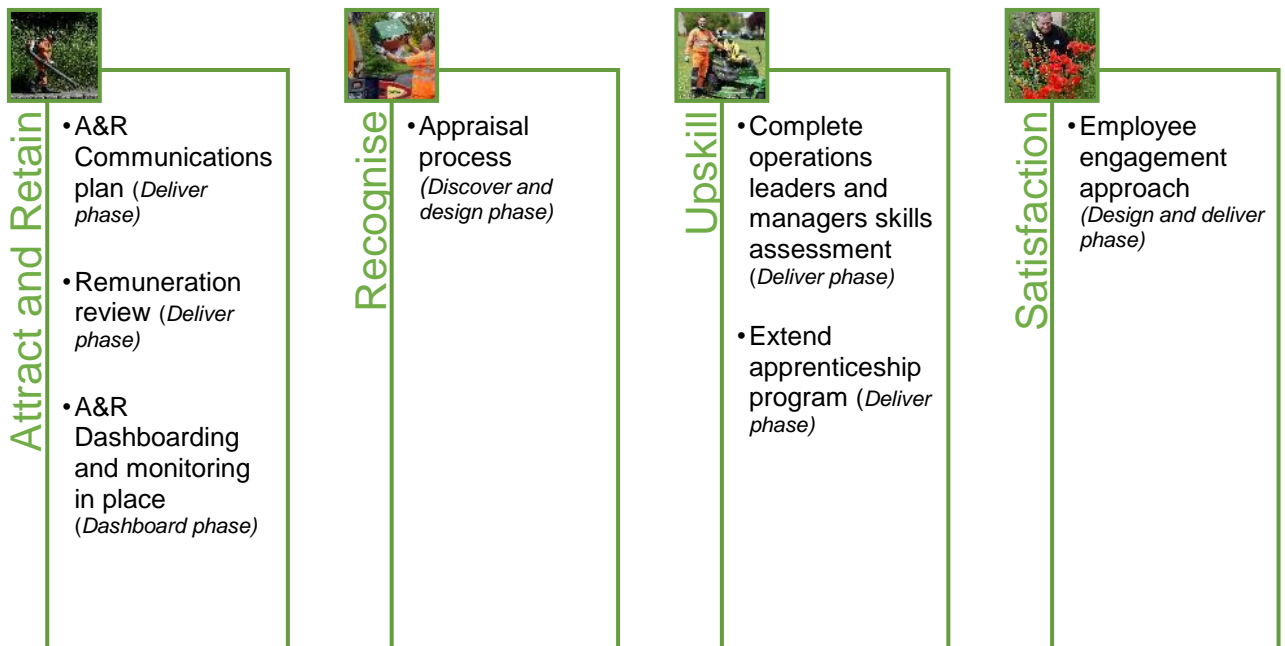 Attract and Retain
•A&R
Communications
plan (Deliver
phase)
•Remuneration
review (Deliver
phase)
•A&R
Dashboarding
and monitoring
in place
(Dashboard phase)
Recognise
•Appraisal
process
(Discover and
design phase)
Upskill
•Complete
operations
leaders and
managers skills
assessment
(Deliver phase)
•Extend
apprenticeship
program (Deliver
phase)
Satisfaction
•Employee
engagement
approach
(Design and deliver
phase)